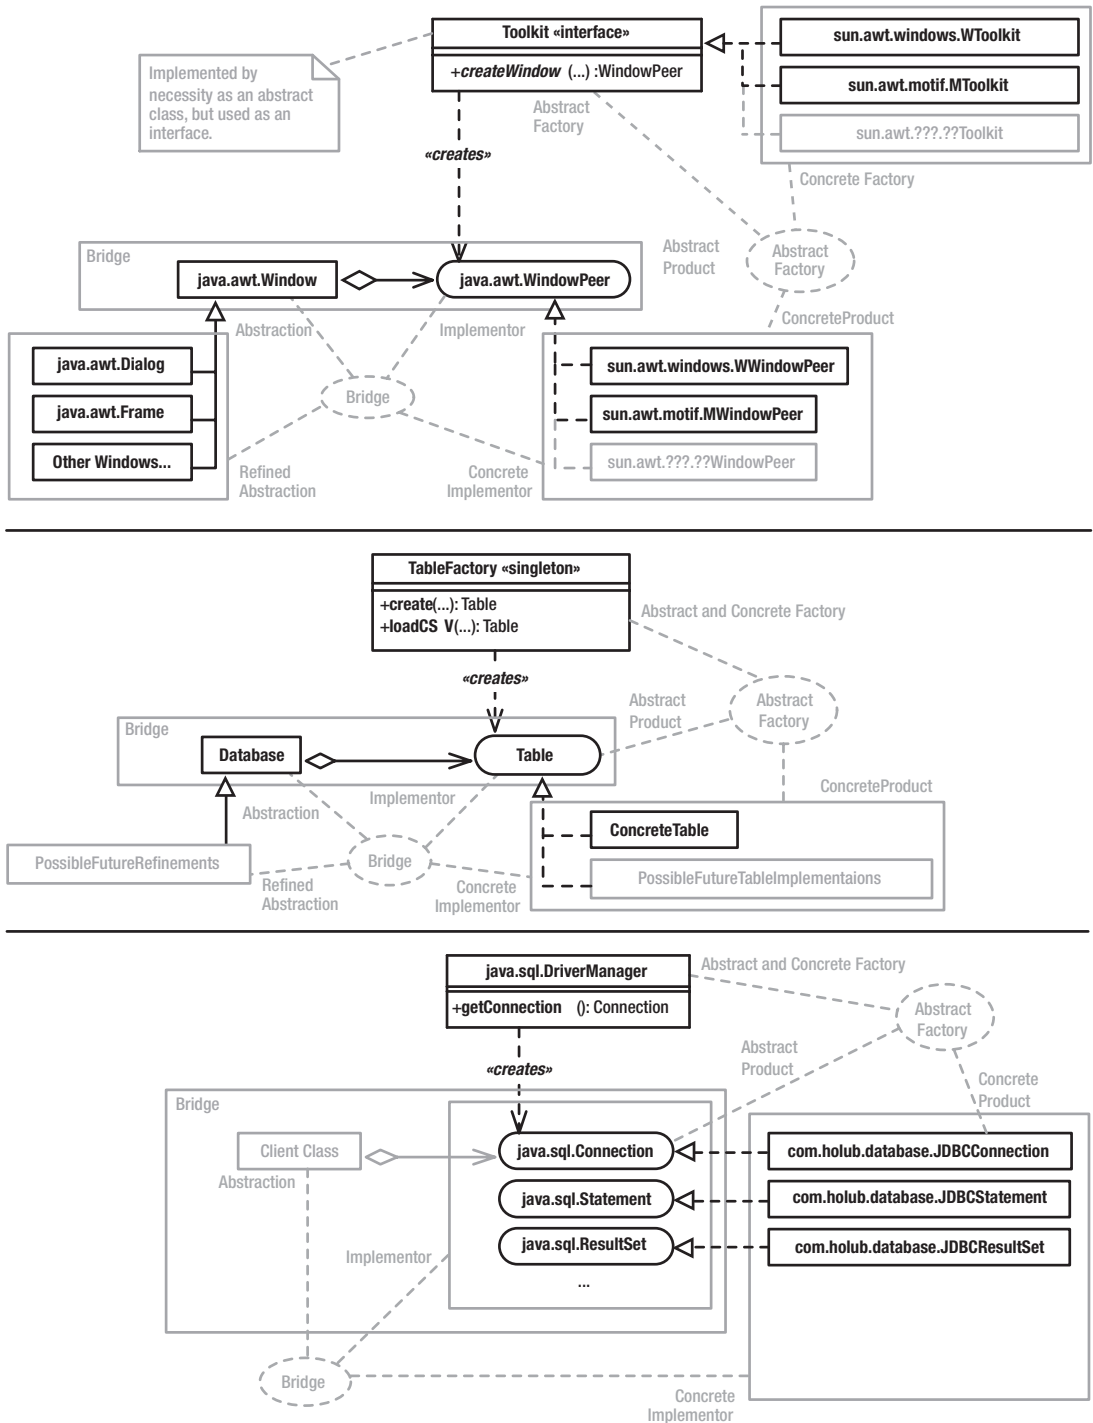 Toolkit «interface»
+createWindow (...) :WindowPeer
sun.awt.windows.WToolkit
sun.awt.motif.MToolkit
sun.awt.???.??Toolkit
Implemented by
necessity as an abstract
class, but used as an
interface.
Abstract
Factory
«creates»
Concrete Factory
Bridge
java.awt.Window
java.awt.WindowPeer
Abstract
Product
Abstract
Factory
Abstraction
Implementor
ConcreteProduct
java.awt.Dialog
java.awt.Frame
Other Windows...
Bridge
sun.awt.windows.WWindowPeer
sun.awt.motif.MWindowPeer
sun.awt.???.??WindowPeer
Refined
Abstraction
Concrete
Implementor
TableFactory «singleton»
+create(...): Table
+loadCS V(...): Table
Abstract and Concrete Factory
«creates»
Abstract
Product
Abstract
Factory
Bridge
Database
Table
Abstraction
Implementor
ConcreteProduct
PossibleFutureRefinements
Bridge
ConcreteTable
PossibleFutureTableImplementaions
Refined
Abstraction
Concrete
Implementor
java.sql.DriverManager
+getConnection (): Connection
Abstract and Concrete Factory
Abstract
Factory
«creates»
Abstract
Product
Concrete
Product
Bridge
Client Class
Abstraction
java.sql.Connection
java.sql.Statement
java.sql.ResultSet
...
com.holub.database.JDBCConnection
com.holub.database.JDBCStatement
com.holub.database.JDBCResultSet
Implementor
Bridge
Concrete
Implementor